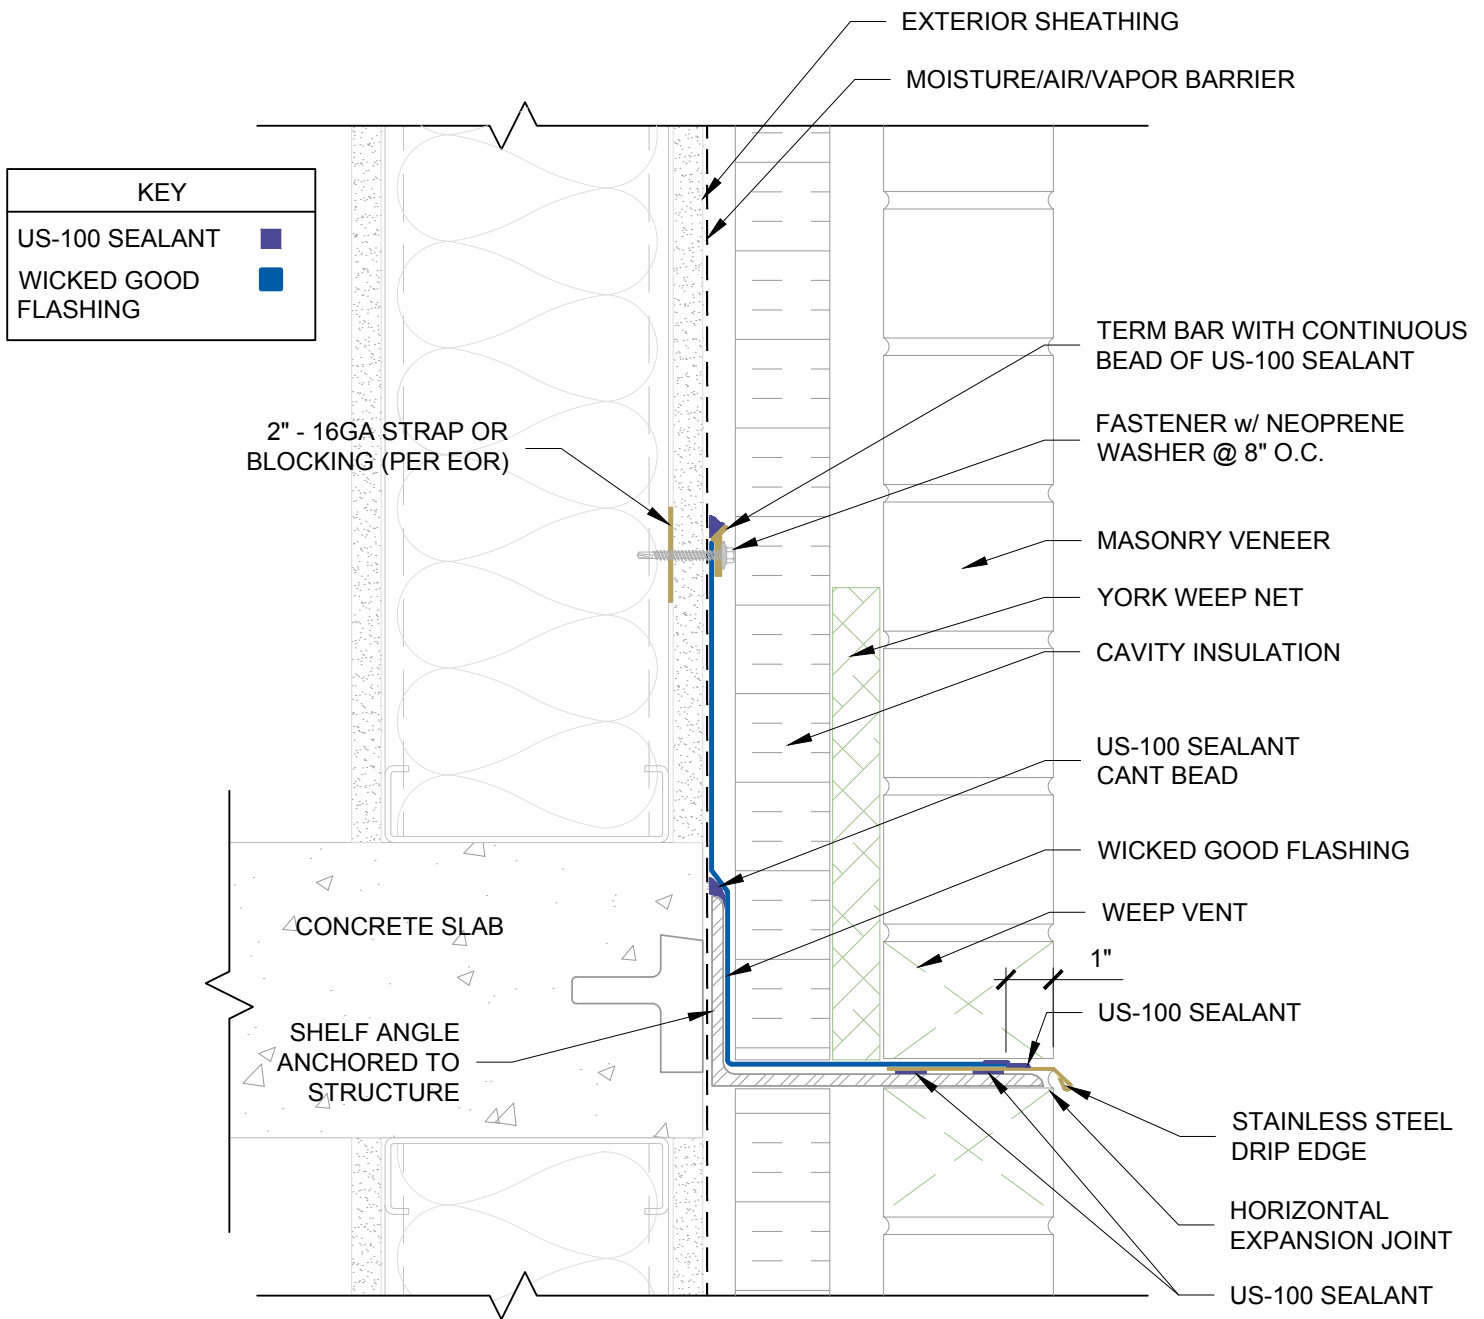 EXTERIOR SHEATHING
MOISTURE/AIR/VAPOR BARRIER
KEY
US-100 SEALANT
WICKED GOOD
FLASHING
TERM BAR WITH CONTINUOUS
BEAD OF US-100 SEALANT
2" - 16GA STRAP OR
BLOCKING (PER EOR)
FASTENER w/ NEOPRENE
WASHER @ 8" O.C.
MASONRY VENEER
YORK WEEP NET
CAVITY INSULATION
US-100 SEALANT
CANT BEAD
WICKED GOOD FLASHING
WEEP VENT
CONCRETE SLAB
1"
US-100 SEALANT
SHELF ANGLE
ANCHORED TO
STRUCTURE
STAINLESS STEEL
DRIP EDGE
HORIZONTAL
EXPANSION JOINT
US-100 SEALANT